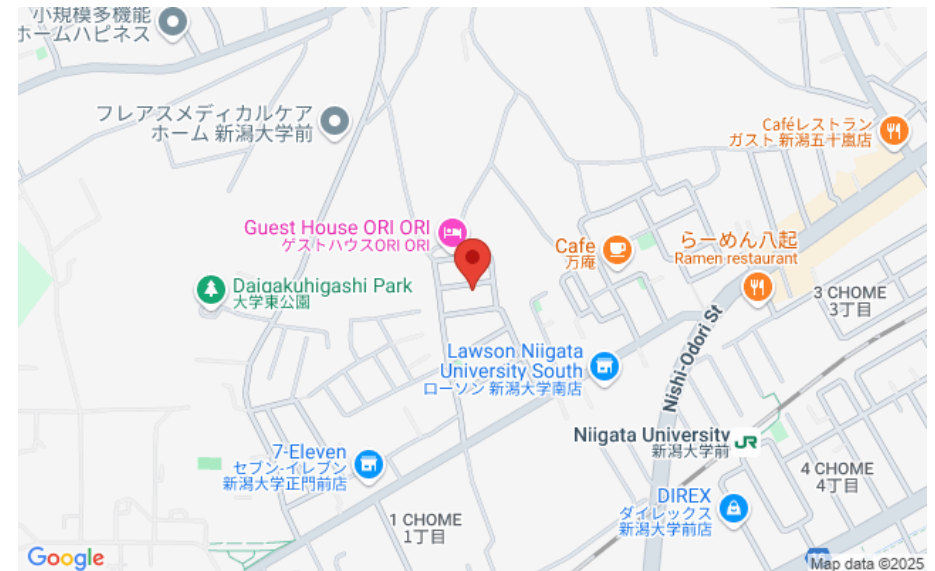 小規模多機能
ホームハピネス
フレアスメディカルケア
ホーム 新潟大学前
Caféレストラン
ガスト 新潟五十嵐店
Guest House ORI ORI
ゲストハウスORI ORI
Cafe
万庵
らーめん八起
Ramen restaurant
Daigakuhigashi Park
大学東公園
3 CHOME
3丁目
Nishi-Odori St
Lawson Niigata
University South
ローソン 新潟大学南店
Niigata University
新潟大学前
JR
7-Eleven
セブン-イレブン
新潟大学正門前店
4 CHOME
4丁目
DIREX
ダイレックス
新潟大学前店
1 CHOME
1丁目
Google
Map data ©2025